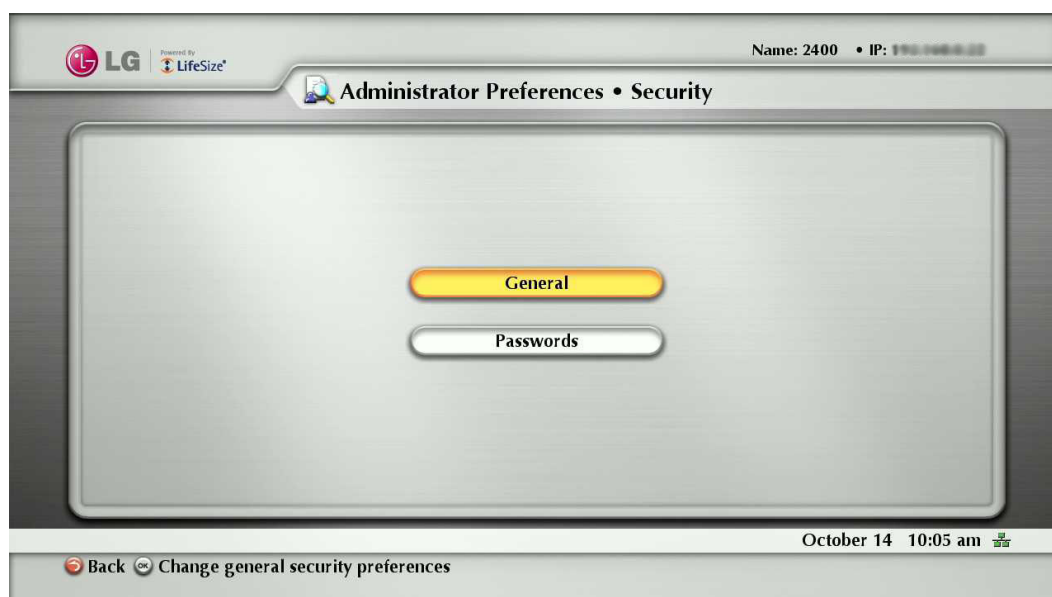 LG
Powered By
LifeSize®
Name: 2400 • IP:
Administrator Preferences • Security
General
Passwords
October 14 10:05 am
Back ok Change general security preferences